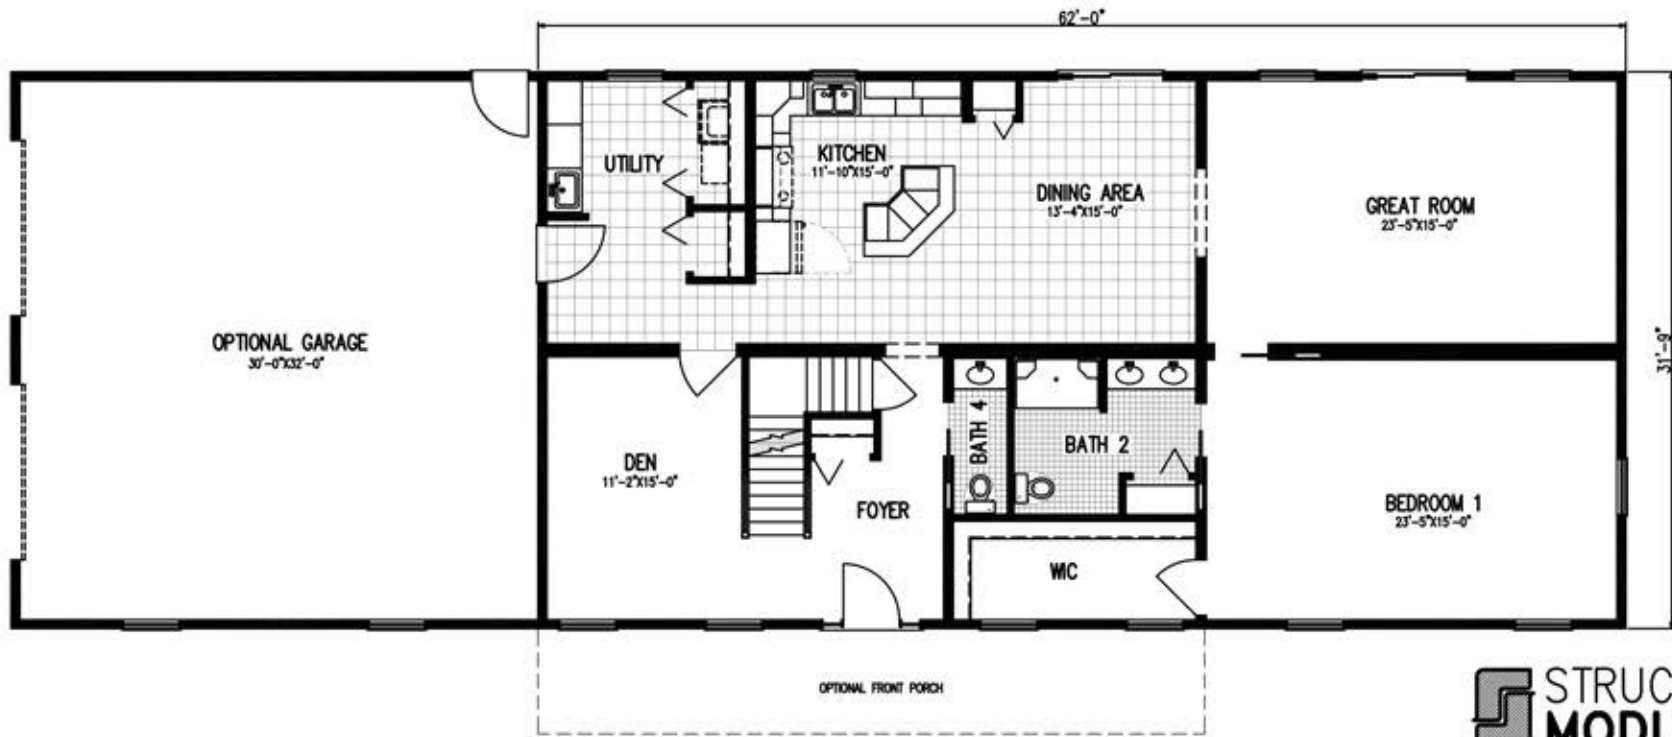 62'-0"
UTILITY
KITCHEN
11'-10"X15'-0"
DINING AREA
13'-4"X15'-0"
GREAT ROOM
23'-5"X15'-0"
OPTIONAL GARAGE
30'-0"X32'-0"
31'-9"
DEN
11'-2"X15'-0"
FOYER
BATH 4
BATH 2
BEDROOM 1
23'-5"X15'-0"
WIC
OPTIONAL FRONT PORCH
STRUC
MODU